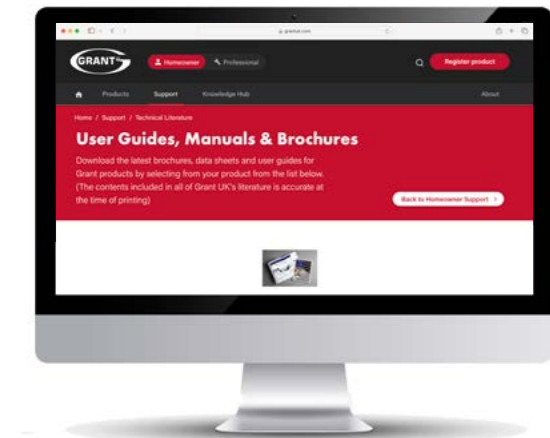 grantuk.com
GRANT
Homeowner
Professional
Register product
Products
Support
Knowledge Hub
About
Home / Support / Technical Literature
User Guides, Manuals & Brochures
Download the latest brochures, data sheets and user guides for
Grant products by selecting from your product from the list below.
(The contents included in all of Grant UK's literature is accurate at
the time of printing)
Back to Homeowner Support